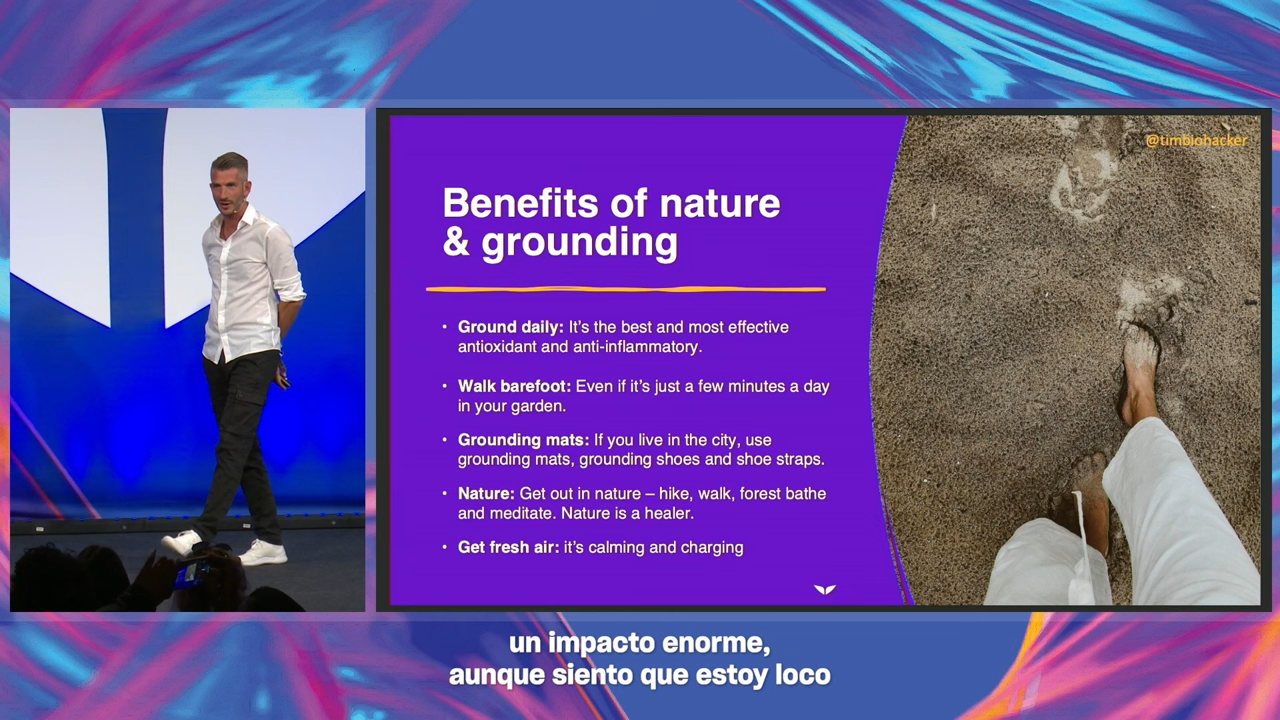 @timbiohacker
Benefits of nature
& grounding
• Ground daily: It’s the best and most effective
antioxidant and anti-inflammatory.
• Walk barefoot: Even if it’s just a few minutes a day
in your garden.
• Grounding mats: If you live in the city, use
grounding mats, grounding shoes and shoe straps.
• Nature: Get out in nature – hike, walk, forest bathe
and meditate. Nature is a healer.
• Get fresh air: it’s calming and charging
un impacto enorme,
aunque siento que estoy loco